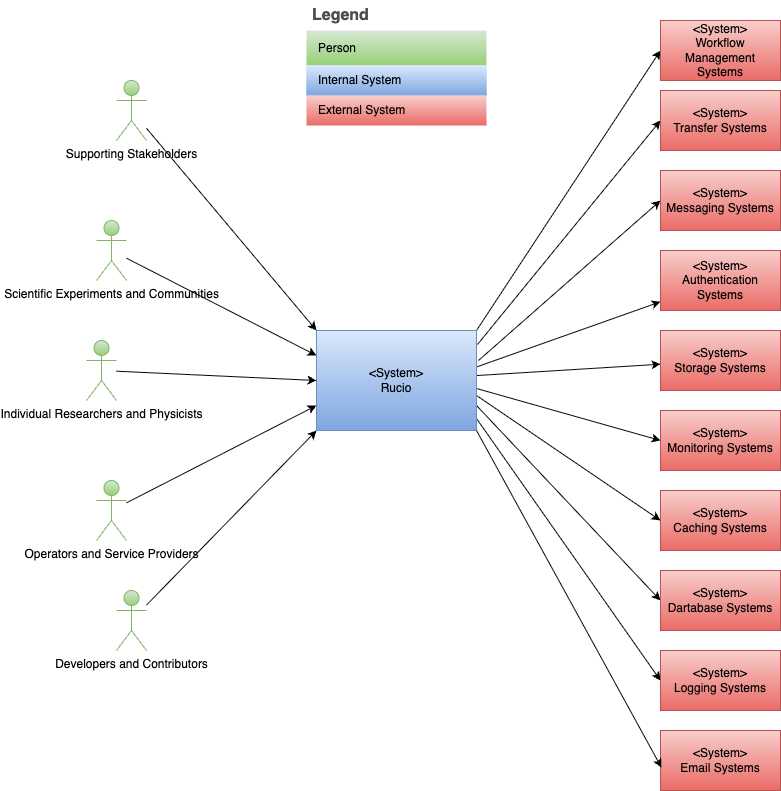 Legend
Person
Internal System
External System
Supporting Stakeholders
Scientific Experiments and Communities
Individual Researchers and Physicists
Operators and Service Providers
Developers and Contributors
<System>
Rucio
<System>
Workflow
Management
Systems
<System>
Transfer Systems
<System>
Messaging Systems
<System>
Authentication
Systems
<System>
Storage Systems
<System>
Monitoring Systems
<System>
Caching Systems
<System>
Dartabase Systems
<System>
Logging Systems
<System>
Email Systems